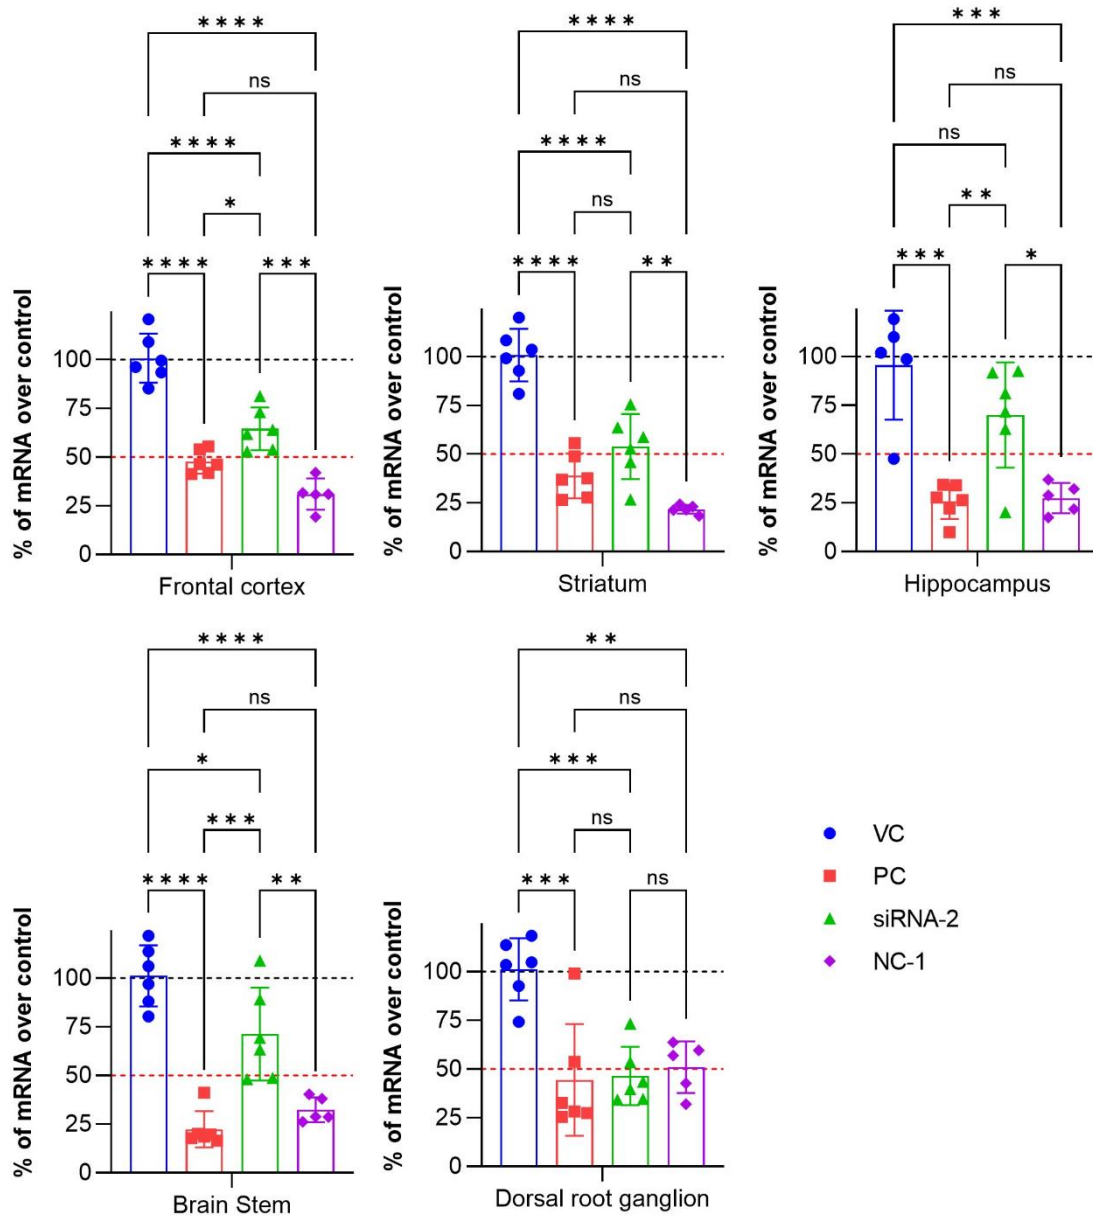 ****
ns
****
*
**** ***
% of mRNA over control
100
75
50
25
0
Frontal cortex
****
ns
****
ns
**** **
% of mRNA over control
100
75
50
25
0
Striatum
***
ns
ns
**
*** *
% of mRNA over control
100
75
50
25
0
Hippocampus
****
ns
*
***
**** **
% of mRNA over control
100
75
50
25
0
Brain Stem
**
ns
***
ns
*** ns
% of mRNA over control
100
75
50
25
0
Dorsal root ganglion
VC
PC
siRNA-2
NC-1